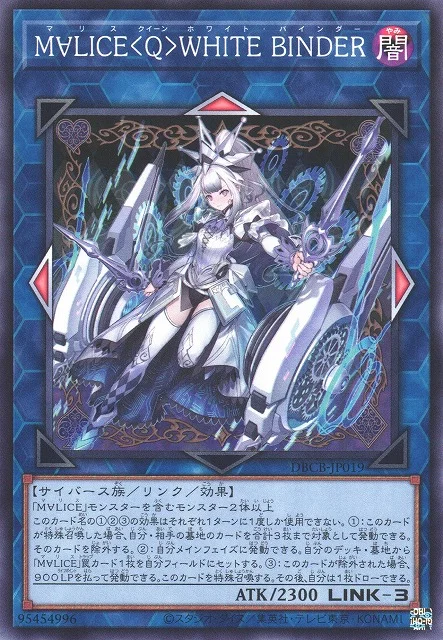 マリス クイーン ホワイト バインダー
M∀LICE<Q>WHITE BINDER
やみ
闇
DBCB-JP019
【サイバース族／リンク／効果】
「M∀LICE」モンスターを含むモンスター2体以上
このカード名の①②③の効果はそれぞれ1ターンに1度しか使用できない。①：このカード
が特殊召喚した場合、自分・相手の墓地のカードを合計3枚まで対象として発動できる。
そのカードを除外する。②：自分メインフェイズに発動できる。自分のデッキ・墓地から
「M∀LICE」罠カード1枚を自分フィールドにセットする。③：このカードが除外された場合、
900LPを払って発動できる。このカードを特殊召喚する。その後、自分は1枚ドローできる。
ATK/2300 LINK-3
95454996
©スタジオ・ダイス／集英社・テレビ東京・KONAMI